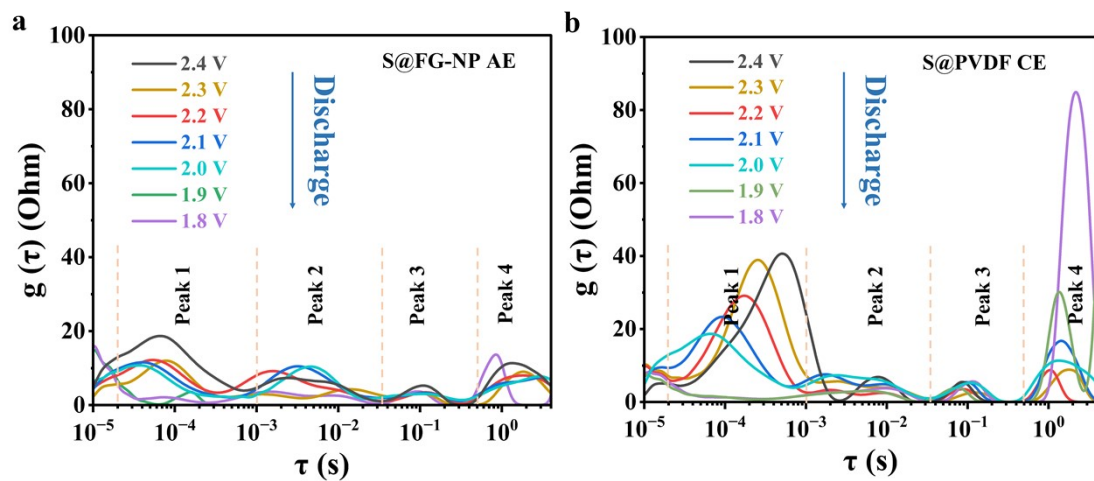 a
S@FG-NP AE
2.4 V
2.3 V
2.2 V
2.1 V
2.0 V
1.9 V
1.8 V
Discharge
Peak 1
Peak 2
Peak 3
Peak 4
g (τ) (Ohm)
100
80
60
40
20
0
10⁻⁵ 10⁻⁴ 10⁻³ 10⁻² 10⁻¹ 10⁰
τ (s)
b
S@PVDF CE
2.4 V
2.3 V
2.2 V
2.1 V
2.0 V
1.9 V
1.8 V
Discharge
Peak 1
Peak 2
Peak 3
Peak 4
g (τ) (Ohm)
100
80
60
40
20
0
10⁻⁵ 10⁻⁴ 10⁻³ 10⁻² 10⁻¹ 10⁰
τ (s)